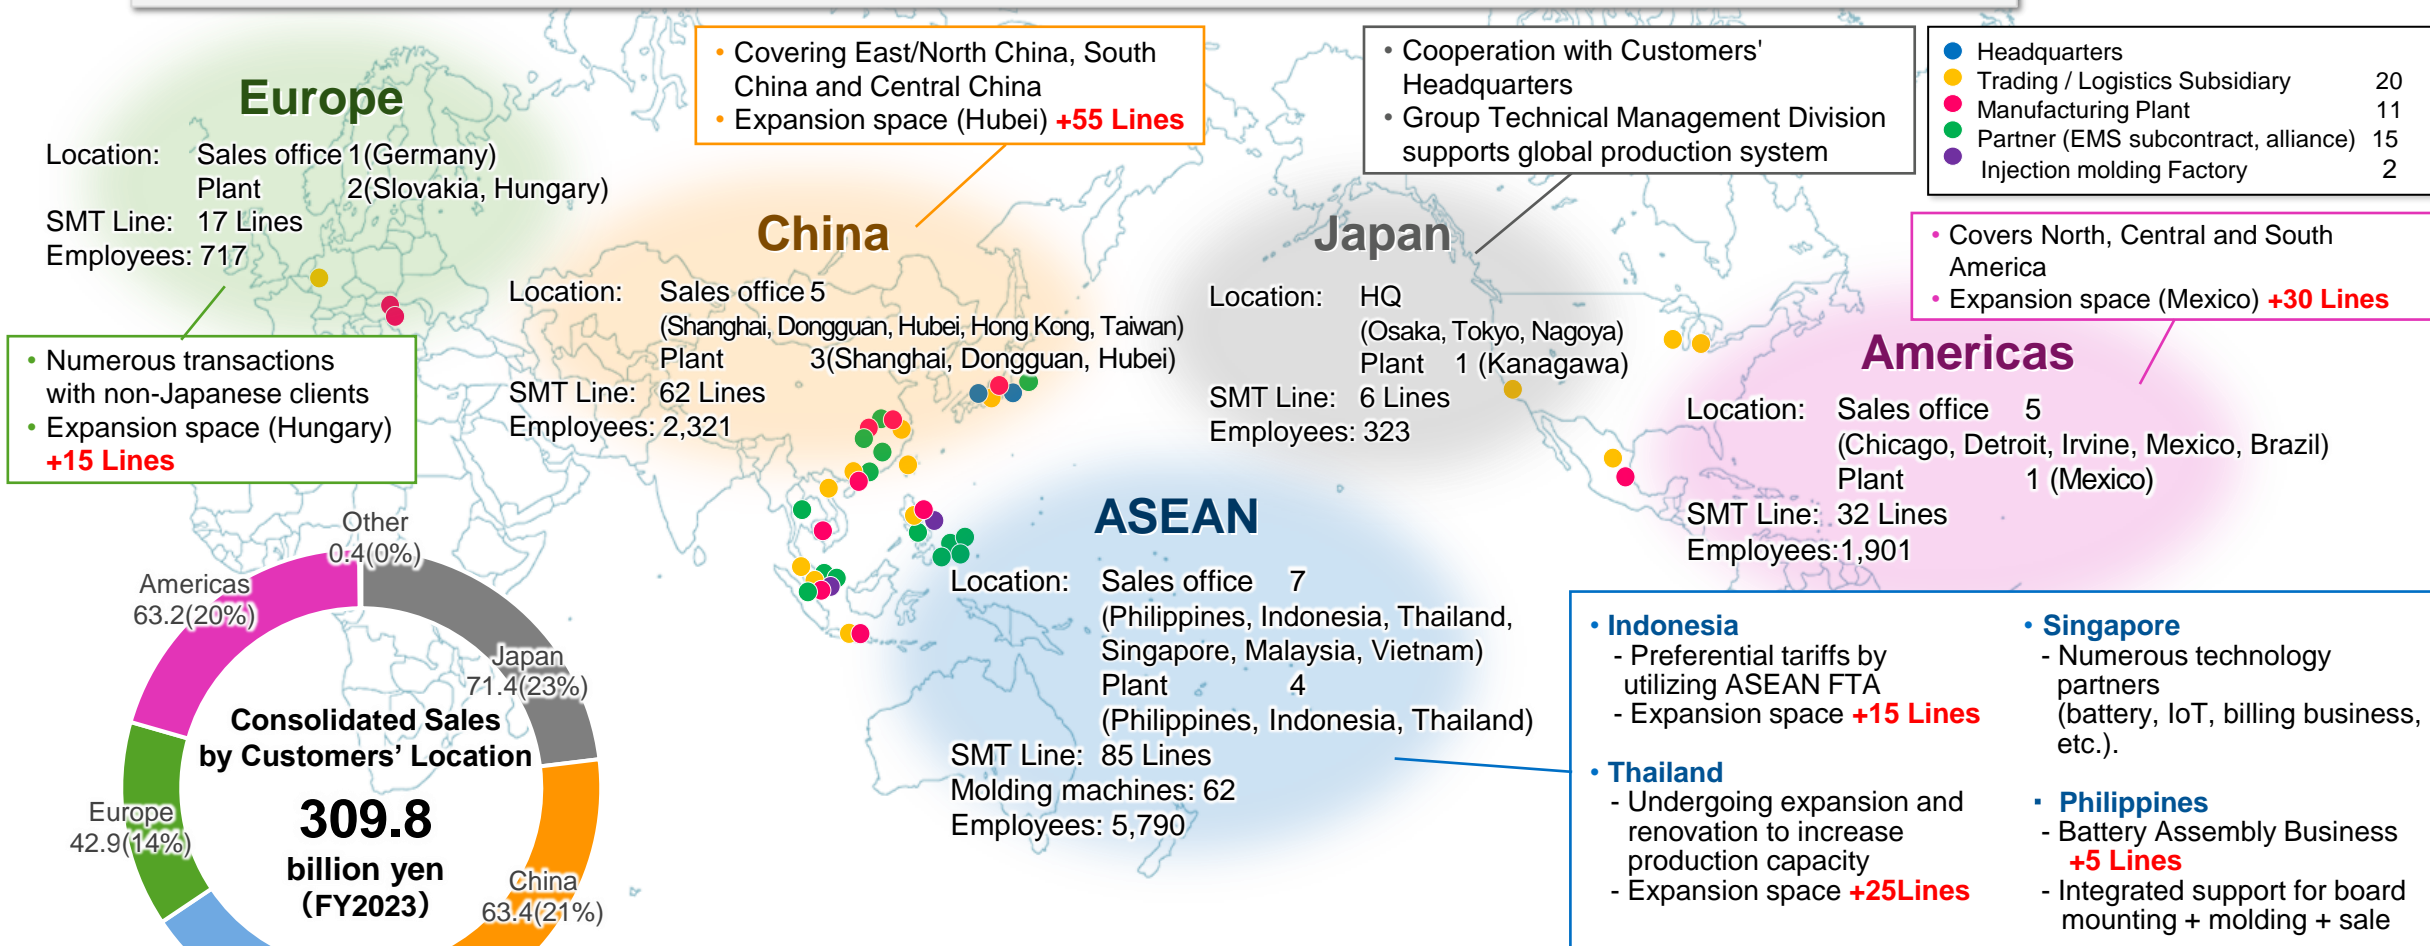 Europe
Location: Sales office 1(Germany)
Plant 2(Slovakia, Hungary)
SMT Line: 17 Lines
Employees: 717
• Numerous transactions
with non-Japanese clients
• Expansion space (Hungary)
+15 Lines
• Covering East/North China, South
China and Central China
• Expansion space (Hubei) +55 Lines
China
Location: Sales office 5
(Shanghai, Dongguan, Hubei, Hong Kong, Taiwan)
Plant 3(Shanghai, Dongguan, Hubei)
SMT Line: 62 Lines
Employees: 2,321
• Cooperation with Customers'
Headquarters
• Group Technical Management Division
supports global production system
Japan
Location: HQ
(Osaka, Tokyo, Nagoya)
Plant 1 (Kanagawa)
SMT Line: 6 Lines
Employees: 323
Headquarters
Trading / Logistics Subsidiary 20
Manufacturing Plant 11
Partner (EMS subcontract, alliance) 15
Injection molding Factory 2
• Covers North, Central and South
America
• Expansion space (Mexico) +30 Lines
Americas
Location: Sales office 5
(Chicago, Detroit, Irvine, Mexico, Brazil)
Plant 1 (Mexico)
SMT Line: 32 Lines
Employees:1,901
ASEAN
Location: Sales office 7
(Philippines, Indonesia, Thailand,
Singapore, Malaysia, Vietnam)
Plant 4
(Philippines, Indonesia, Thailand)
SMT Line: 85 Lines
Molding machines: 62
Employees: 5,790
• Indonesia
- Preferential tariffs by
utilizing ASEAN FTA
- Expansion space +15 Lines
• Thailand
- Undergoing expansion and
renovation to increase
production capacity
- Expansion space +25Lines
• Singapore
- Numerous technology
partners
(battery, IoT, billing business,
etc.).
▪ Philippines
- Battery Assembly Business
+5 Lines
- Integrated support for board
mounting + molding + sale
Other
0.4(0%)
Americas
63.2(20%)
Japan
71.4(23%)
Consolidated Sales
by Customers’ Location
309.8
billion yen
（FY2023）
Europe
42.9(14%)
China
63.4(21%)